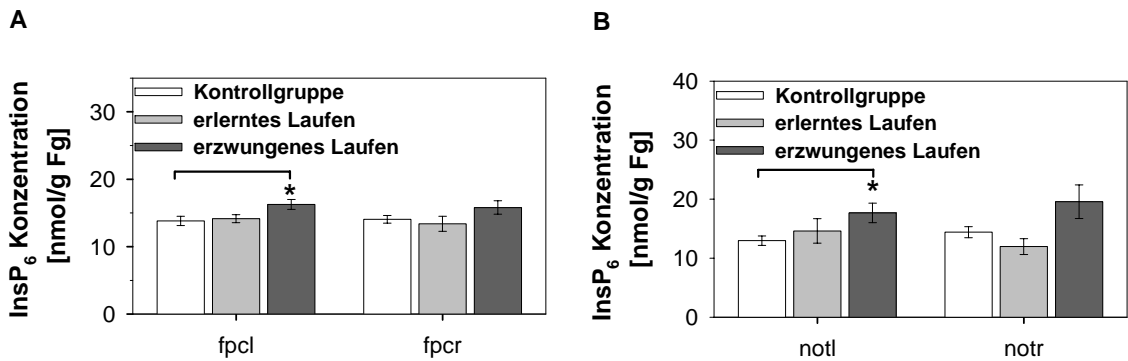 A
InsP6 Konzentration
[nmol/g Fg]
30
20
10
0
Kontrollgruppe
erlerntes Laufen
erzwungenes Laufen
*
fpcl
fpcr
B
InsP6 Konzentration
[nmol/g Fg]
40
30
20
10
0
Kontrollgruppe
erlerntes Laufen
erzwungenes Laufen
*
notl
notr